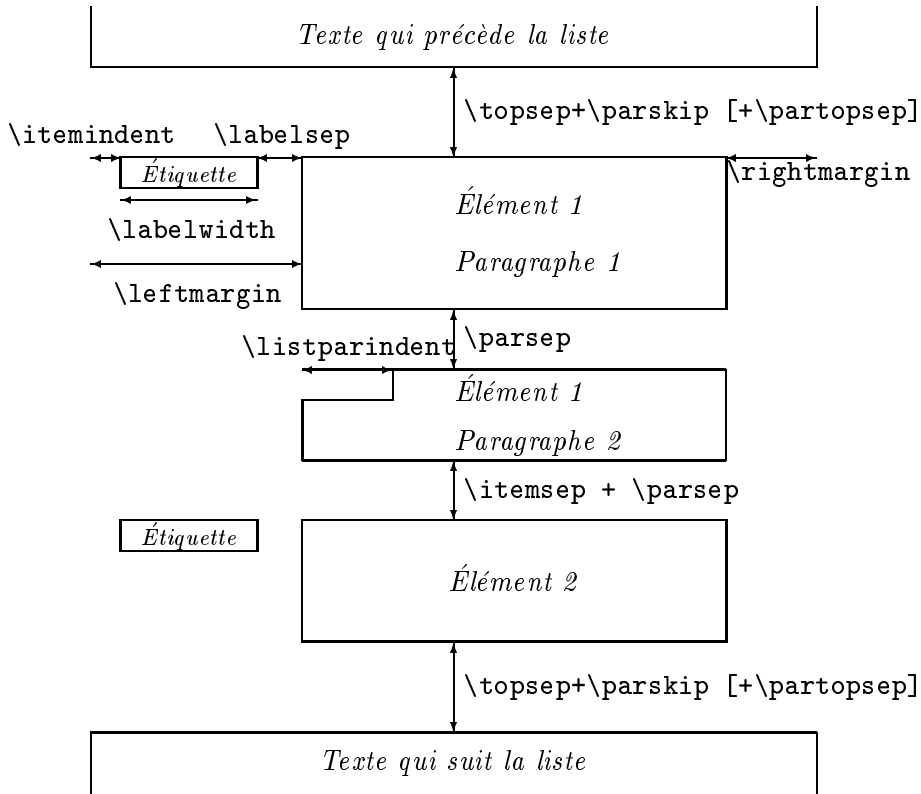 Texte qui précède la liste
\topsep+\parskip [+\partopsep]
\itemindent \labelsep
Étiquette
\rightmargin
Élément 1
\labelwidth
Paragraphe 1
\leftmargin
\parsep
\listparindent
Élément 1
Paragraphe 2
\itemsep + \parsep
Étiquette
Élément 2
\topsep+\parskip [+\partopsep]
Texte qui suit la liste